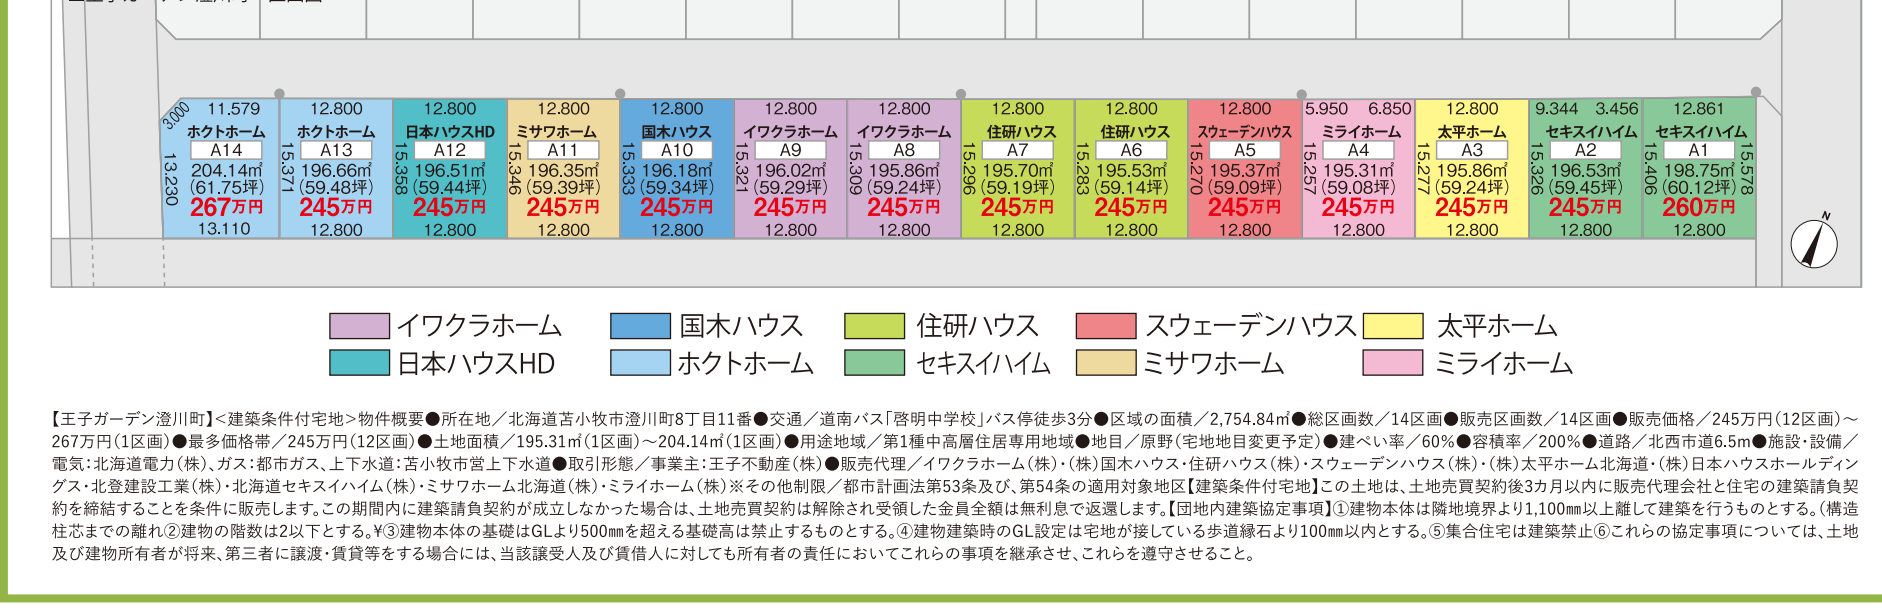 3.000 11.579 12.800 12.800 12.800 12.800 12.800 12.800 12.800 12.800 12.800 5.950 6.850 12.800 9.344 3.456 12.861
ホクトホーム ホクトホーム 日本ハウスHD ミサワホーム 国木ハウス イワクラホーム イワクラホーム 住研ハウス 住研ハウス スウェーデンハウス ミライホーム 太平ホーム セキスイハイム セキスイハイム
A14 A13 A12 A11 A10 A9 A8 A7 A6 A5 A4 A3 A2 A1
13.230 15.371 15.358 15.346 15.333 15.321 15.309 15.296 15.283 15.270 15.257 15.277 15.326 15.406 15.578
204.14㎡ 196.66㎡ 196.51㎡ 196.35㎡ 196.18㎡ 196.02㎡ 195.86㎡ 195.70㎡ 195.53㎡ 195.37㎡ 195.31㎡ 195.86㎡ 196.53㎡ 198.75㎡
(61.75坪) (59.48坪) (59.44坪) (59.39坪) (59.34坪) (59.29坪) (59.24坪) (59.19坪) (59.14坪) (59.09坪) (59.08坪) (59.24坪) (59.45坪) (60.12坪)
267万円 245万円 245万円 245万円 245万円 245万円 245万円 245万円 245万円 245万円 245万円 245万円 245万円 260万円
13.110 12.800 12.800 12.800 12.800 12.800 12.800 12.800 12.800 12.800 12.800 12.800 12.800 12.800
N
イワクラホーム 国木ハウス 住研ハウス スウェーデンハウス 太平ホーム
日本ハウスHD ホクトホーム セキスイハイム ミサワホーム ミライホーム
【王子ガーデン澄川町】<建築条件付宅地>物件概要●所在地／北海道苫小牧市澄川町8丁目11番●交通／道南バス「啓明中学校」バス停徒歩3分●区域の面積／2,754.84㎡●総区画数／14区画●販売区画数／14区画●販売価格／245万円(12区画)～
267万円(1区画)●最多価格帯／245万円(12区画)●土地面積／195.31㎡(1区画)～204.14㎡(1区画)●用途地域／第1種中高層住居専用地域●地目／原野(宅地地目変更予定)●建ぺい率／60%●容積率／200%●道路／北西市道6.5m●施設・設備／
電気：北海道電力(株)、ガス：都市ガス、上下水道：苫小牧市営上下水道●取引形態／事業主：王子不動産(株)●販売代理／イワクラホーム(株)・(株)国木ハウス・住研ハウス(株)・スウェーデンハウス(株)・(株)太平ホーム北海道・(株)日本ハウスホールディン
グス・北登建設工業(株)・北海道セキスイハイム(株)・ミサワホーム北海道(株)・ミライホーム(株)※その他制限／都市計画法第53条及び、第54条の適用対象地区【建築条件付宅地】この土地は、土地売買契約後3カ月以内に販売代理会社と住宅の建築請負契
約を締結することを条件に販売します。この期間内に建築請負契約が成立しなかった場合は、土地売買契約は解除され受領した金員全額は無利息で返還します。【団地内建築協定事項】①建物本体は隣地境界より1,100㎜以上離して建築を行うものとする。(構造
柱芯までの離れ②建物の階数は2以下とする。¥③建物本体の基礎はGLより500㎜を超える基礎高は禁止するものとする。④建物建築時のGL設定は宅地が接している歩道縁石より100㎜以内とする。⑤集合住宅は建築禁止⑥これらの協定事項については、土地
及び建物所有者が将来、第三者に譲渡・賃貸等をする場合には、当該譲受人及び賃借人に対しても所有者の責任においてこれらの事項を継承させ、これらを遵守させること。